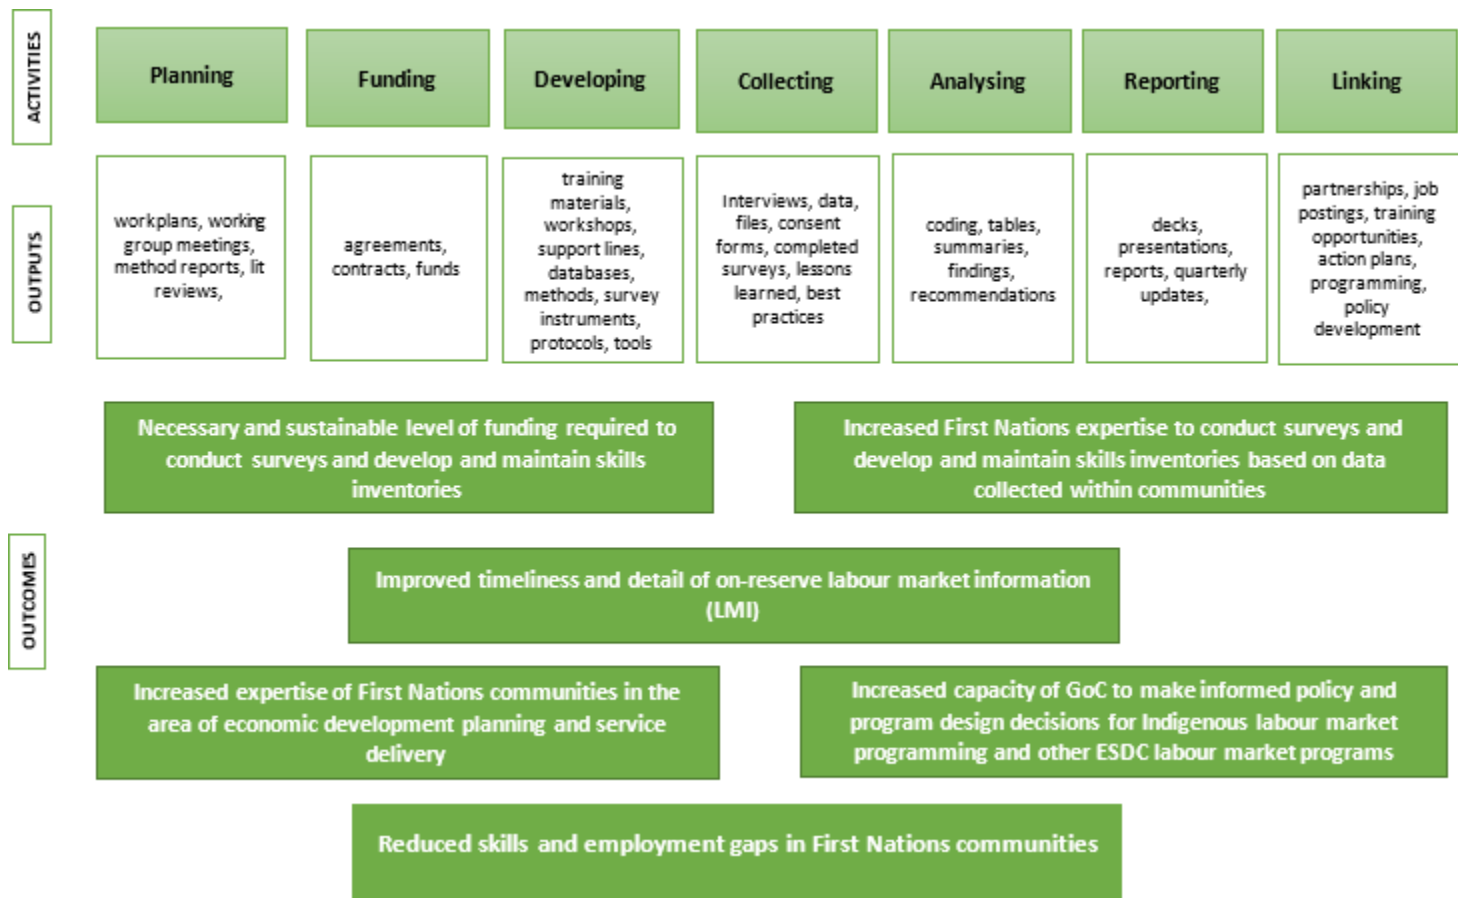 ACTIVITIES
Planning
Funding
Developing
Collecting
Analysing
Reporting
Linking
OUTPUTS
workplans, working
group meetings,
method reports, lit
reviews,
agreements,
contracts, funds
training
materials,
workshops,
support lines,
databases,
methods, survey
instruments,
protocols, tools
Interviews, data,
files, consent
forms, completed
surveys, lessons
learned, best
practices
coding, tables,
summaries,
findings,
recommendations
decks,
presentations,
reports, quarterly
updates,
partnerships, job
postings, training
opportunities,
action plans,
programming,
policy
development
OUTCOMES
Necessary and sustainable level of funding required to
conduct surveys and develop and maintain skills
inventories
Increased First Nations expertise to conduct surveys and
develop and maintain skills inventories based on data
collected within communities
Improved timeliness and detail of on-reserve labour market information
(LMI)
Increased expertise of First Nations communities in the
area of economic development planning and service
delivery
Increased capacity of GoC to make informed policy and
program design decisions for Indigenous labour market
programming and other ESDC labour market programs
Reduced skills and employment gaps in First Nations communities